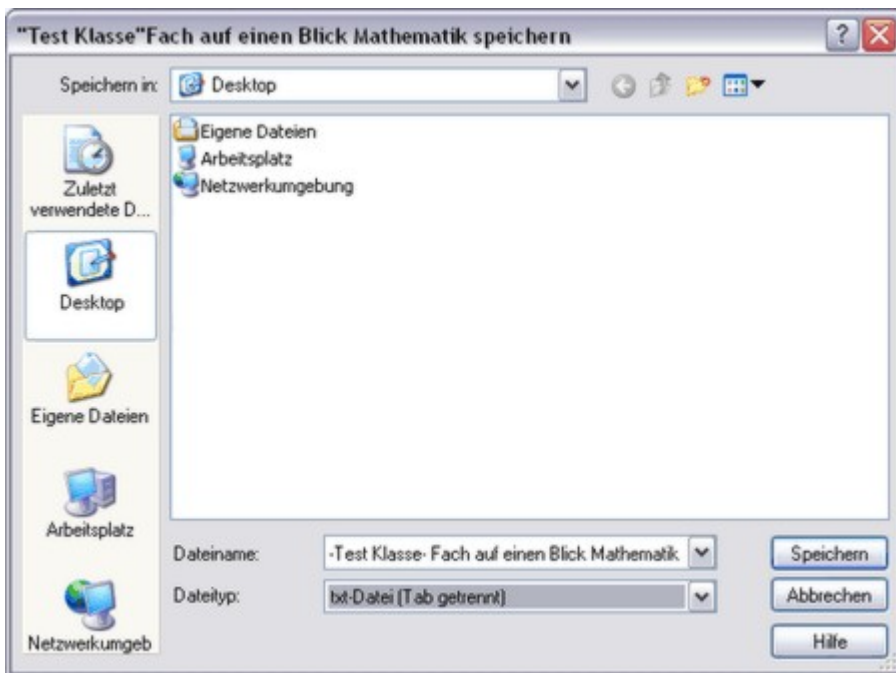 "Test Klasse"Fach auf einen Blick Mathematik speichern
Speichern in:
Desktop
Zuletzt
verwendete D...
Desktop
Eigene Dateien
Arbeitsplatz
Netzwerkumgeb
Eigene Dateien
Arbeitsplatz
Netzwerkumgebung
Dateiname:
-Test Klasse- Fach auf einen Blick Mathematik
Speichern
Dateityp:
txt-Datei (Tab getrennt)
Abbrechen
Hilfe